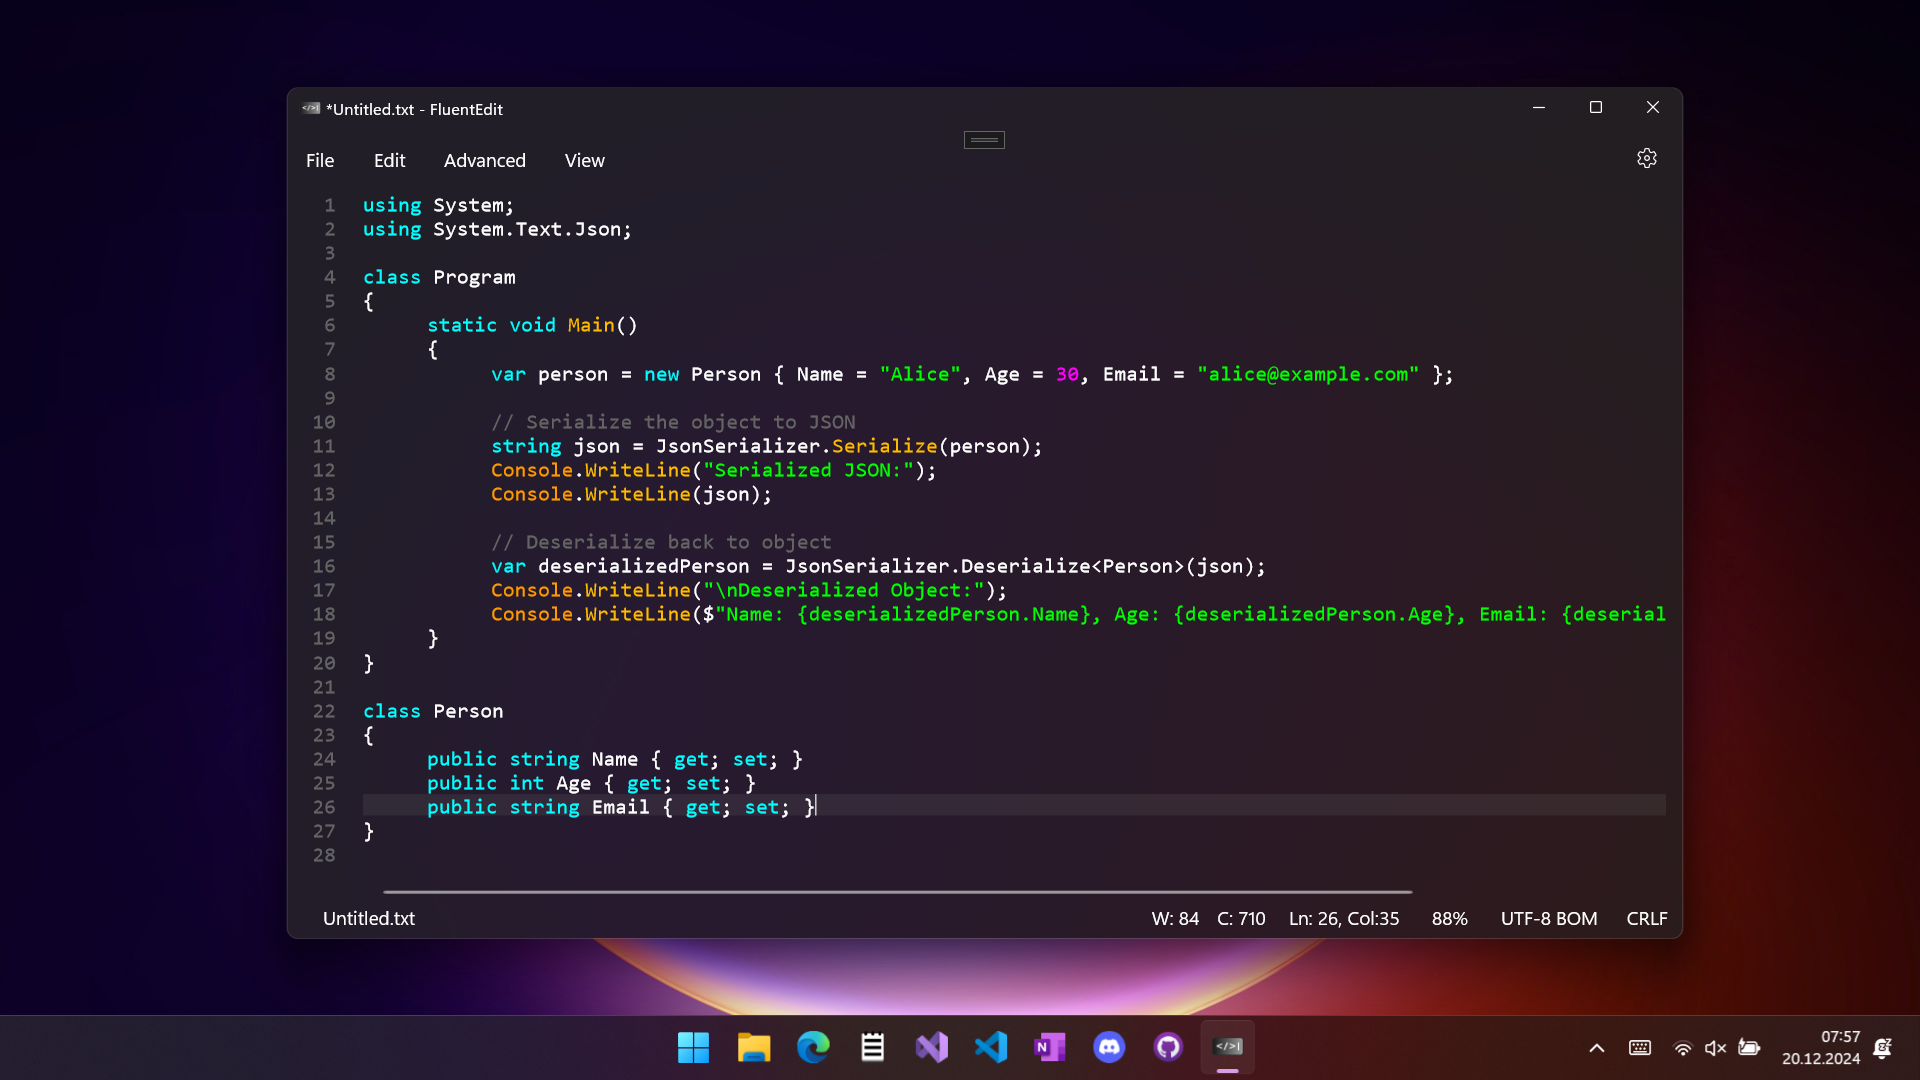 *Untitled.txt - FluentEdit
File Edit Advanced View
1 using System;
2 using System.Text.Json;
3
4 class Program
5 {
6 static void Main()
7 {
8 var person = new Person { Name = "Alice", Age = 30, Email = "alice@example.com" };
9
10 // Serialize the object to JSON
11 string json = JsonSerializer.Serialize(person);
12 Console.WriteLine("Serialized JSON:");
13 Console.WriteLine(json);
14
15 // Deserialize back to object
16 var deserializedPerson = JsonSerializer.Deserialize<Person>(json);
17 Console.WriteLine("\nDeserialized Object:");
18 Console.WriteLine($"Name: {deserializedPerson.Name}, Age: {deserializedPerson.Age}, Email: {deserial
19 }
20 }
21
22 class Person
23 {
24 public string Name { get; set; }
25 public int Age { get; set; }
26 public string Email { get; set; }
27 }
28
Untitled.txt W: 84 C: 710 Ln: 26, Col:35 88% UTF-8 BOM CRLF
07:57
20.12.2024